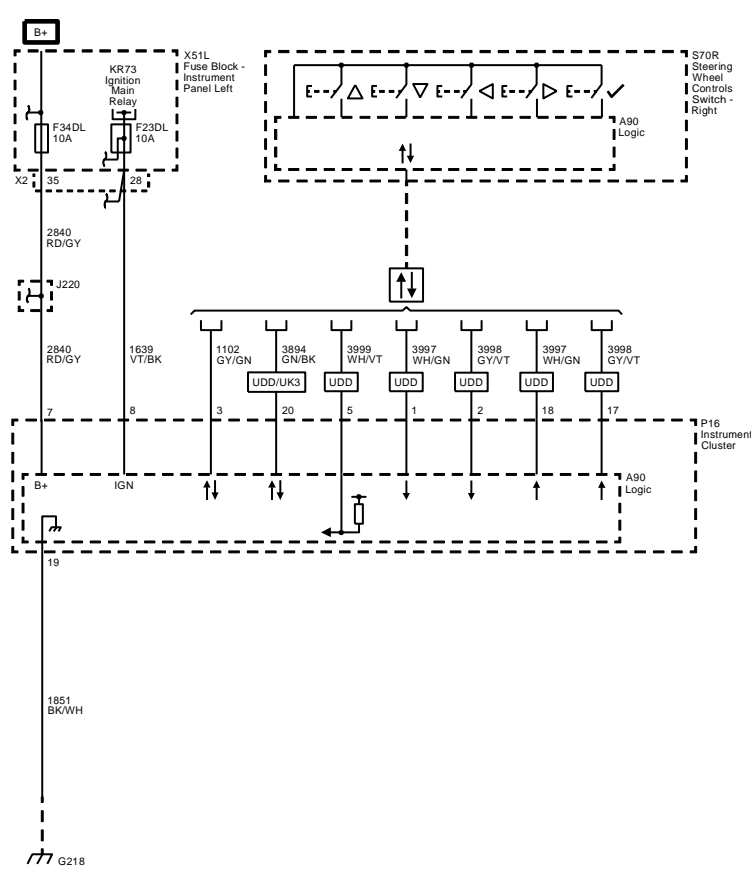 B+
X51L
Fuse Block -
Instrument
Panel Left
KR73
Ignition
Main
Relay
F34DL
10A
F23DL
10A
X2
35
28
S70R
Steering
Wheel
Controls
Switch -
Right
A90
Logic
2840
RD/GY
J220
2840
RD/GY
1639
VT/BK
1102
GY/GN
3894
GN/BK
3999
WH/VT
3997
WH/GN
3998
GY/VT
3997
WH/GN
3998
GY/VT
UDD/UK3
UDD
UDD
UDD
UDD
UDD
7
8
3
20
5
1
2
18
17
P16
Instrument
Cluster
B+
IGN
A90
Logic
19
1851
BK/WH
G218